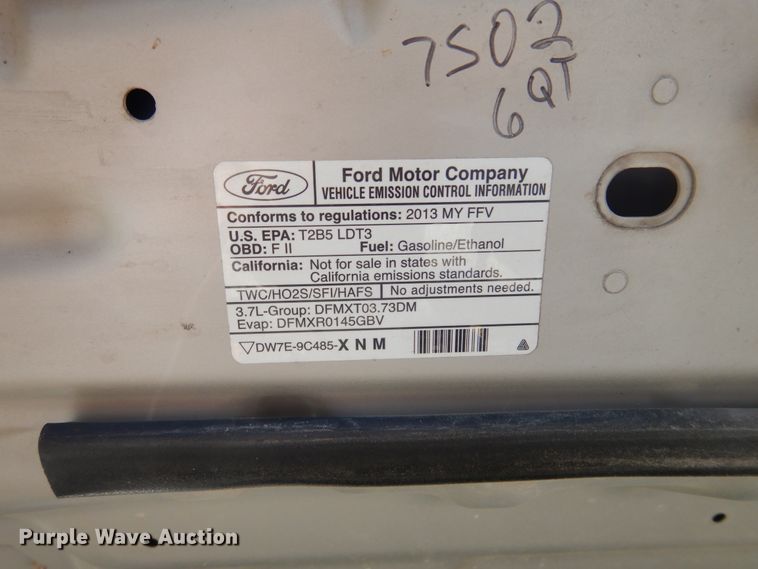 7502
6 QT
Ford
Ford Motor Company
VEHICLE EMISSION CONTROL INFORMATION
Conforms to regulations: 2013 MY FFV
U.S. EPA: T2B5 LDT3
OBD: F II Fuel: Gasoline/Ethanol
California: Not for sale in states with
California emissions standards.
TWC/HO2S/SFI/HAFS No adjustments needed.
3.7L-Group: DFMXT03.73DM
Evap: DFMXR0145GBV
▽DW7E-9C485-X N M
Purple Wave Auction